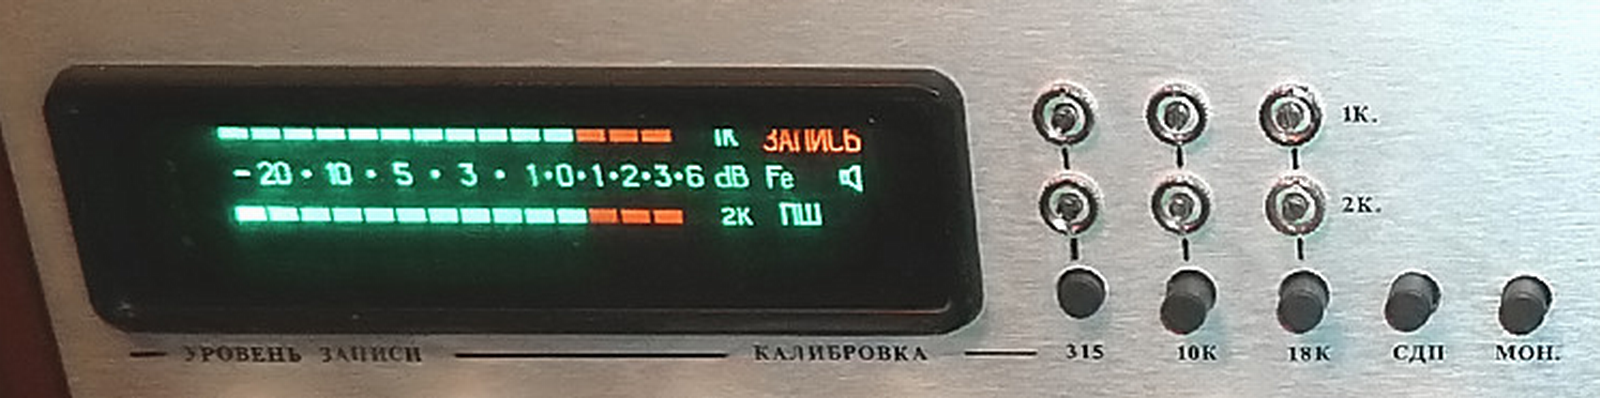 1К ЗАПИСЬ
-20 · 10 · 5 · 3 · 1·0·1·2·3·6 dB Fe
2К ПШ
1К.
2К.
УРОВЕНЬ ЗАПИСИ КАЛИБРОВКА 315 10К 18К СДП МОН.